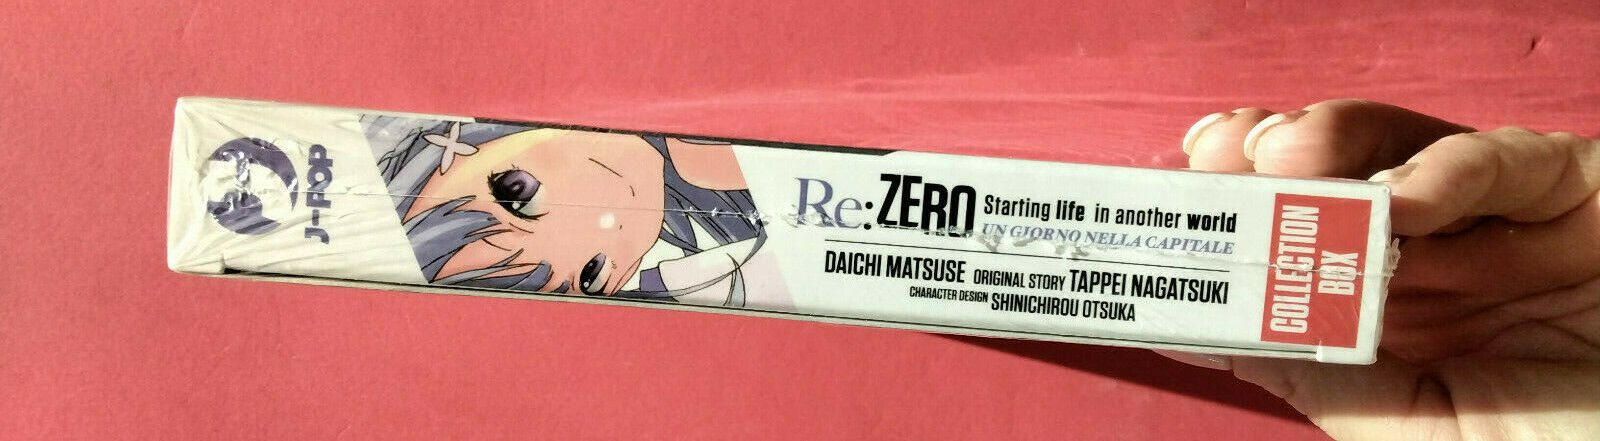 J-POP
Re:ZERO Starting life in another world
UN GIORNO NELLA CAPITALE
DAICHI MATSUSE ORIGINAL STORY TAPPEI NAGATSUKI
CHARACTER DESIGN SHINICHIROU OTSUKA
COLLECTION
BOX